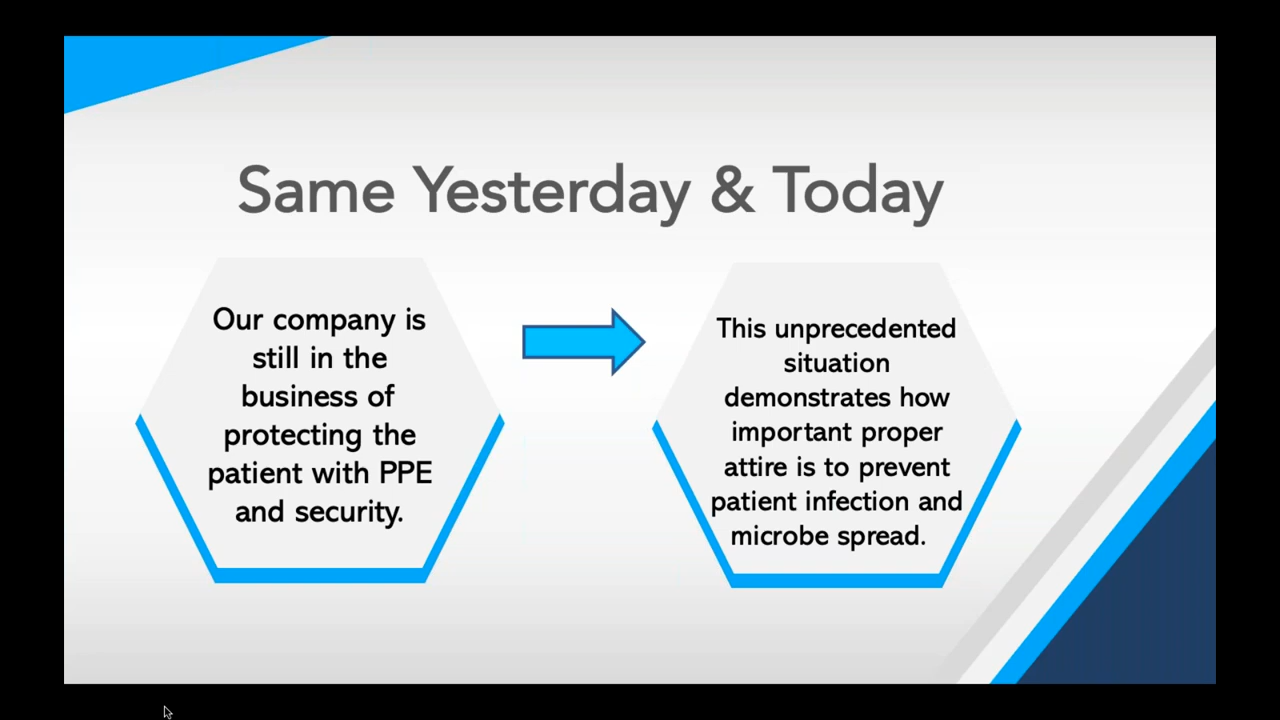 Same Yesterday & Today
Our company is
still in the
business of
protecting the
patient with PPE
and security.
This unprecedented
situation
demonstrates how
important proper
attire is to prevent
patient infection and
microbe spread.